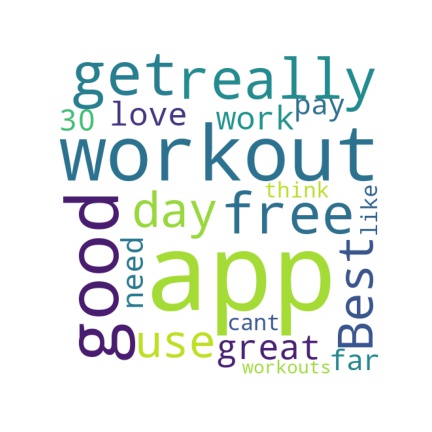 get really
30 love work pay
workout
think
good day free like
need app Best
use cant great
workouts far